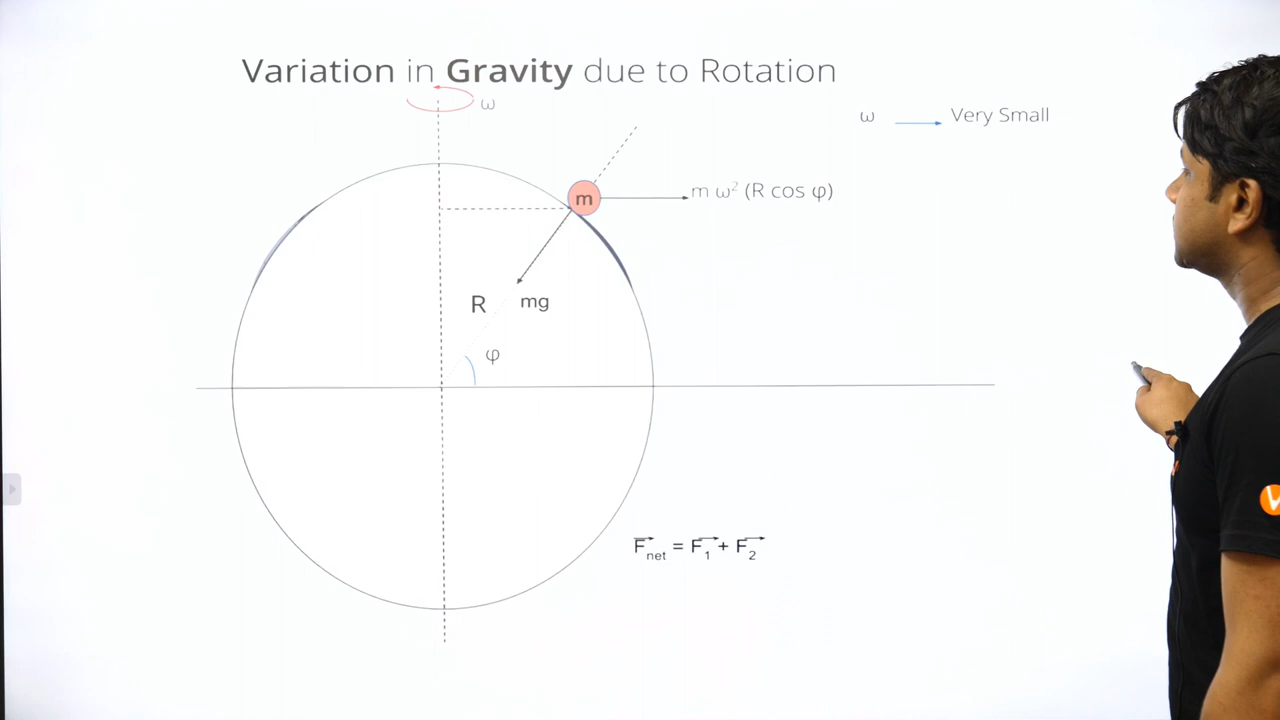 Variation in Gravity due to Rotation
ω
ω → Very Small
m
m ω² (R cos φ)
R
mg
φ
F⃗net = F⃗1 + F⃗2